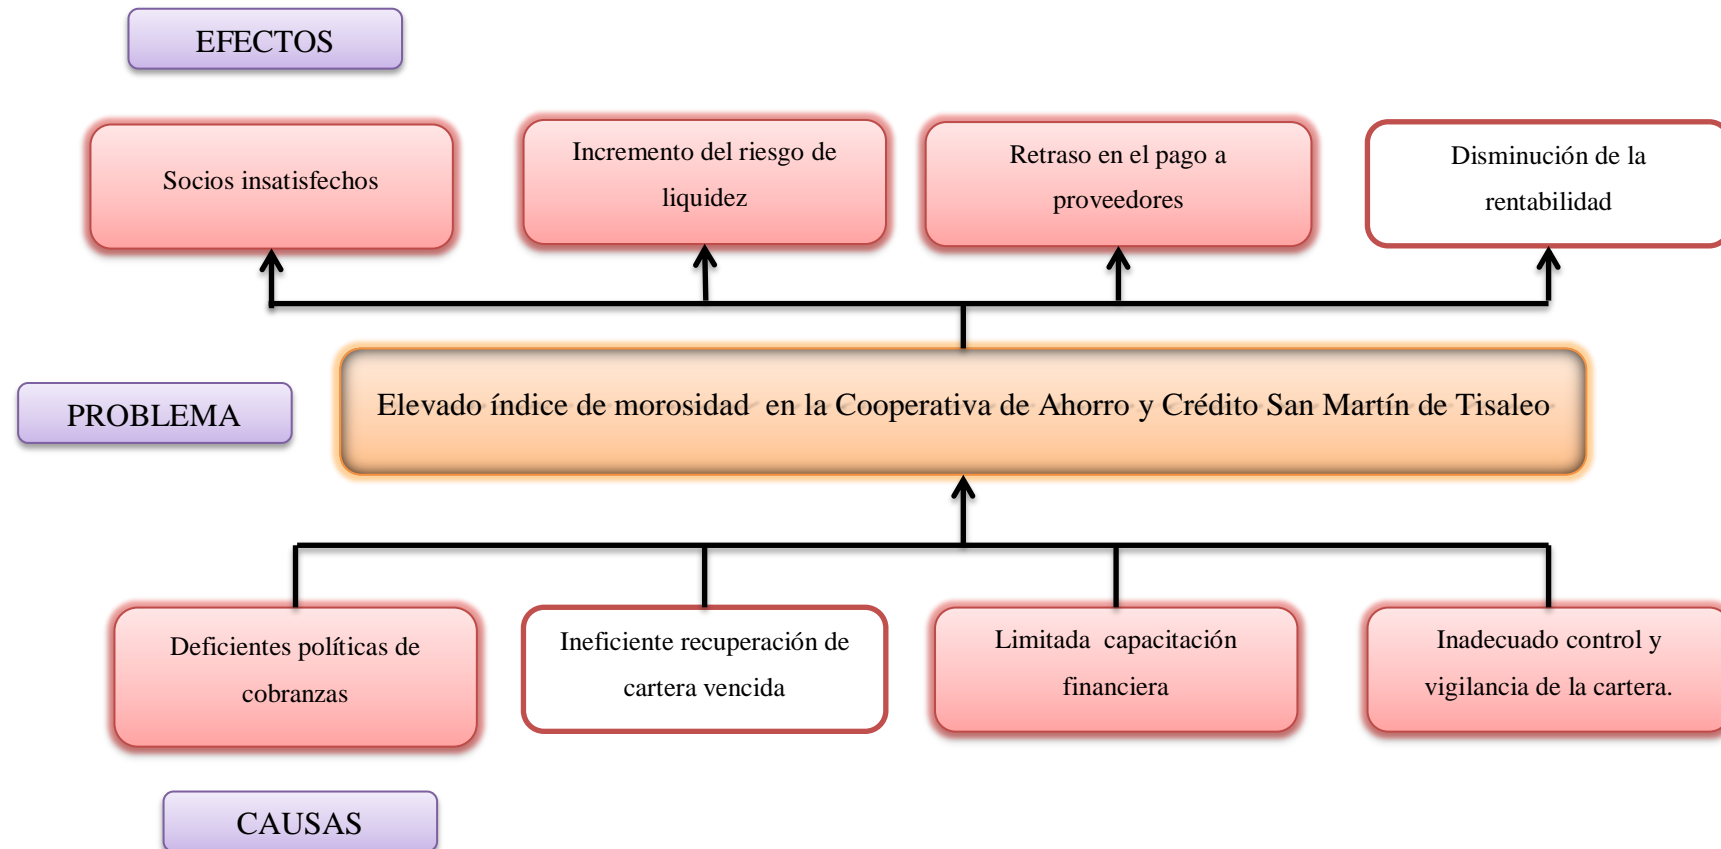 EFECTOS
Socios insatisfechos
Incremento del riesgo de
liquidez
Retraso en el pago a
proveedores
Disminución de la
rentabilidad
PROBLEMA
Elevado índice de morosidad  en la Cooperativa de Ahorro y Crédito San Martín de Tisaleo
Deficientes políticas de
cobranzas
Ineficiente recuperación de
cartera vencida
Limitada  capacitación
financiera
Inadecuado control y
vigilancia de la cartera.
CAUSAS